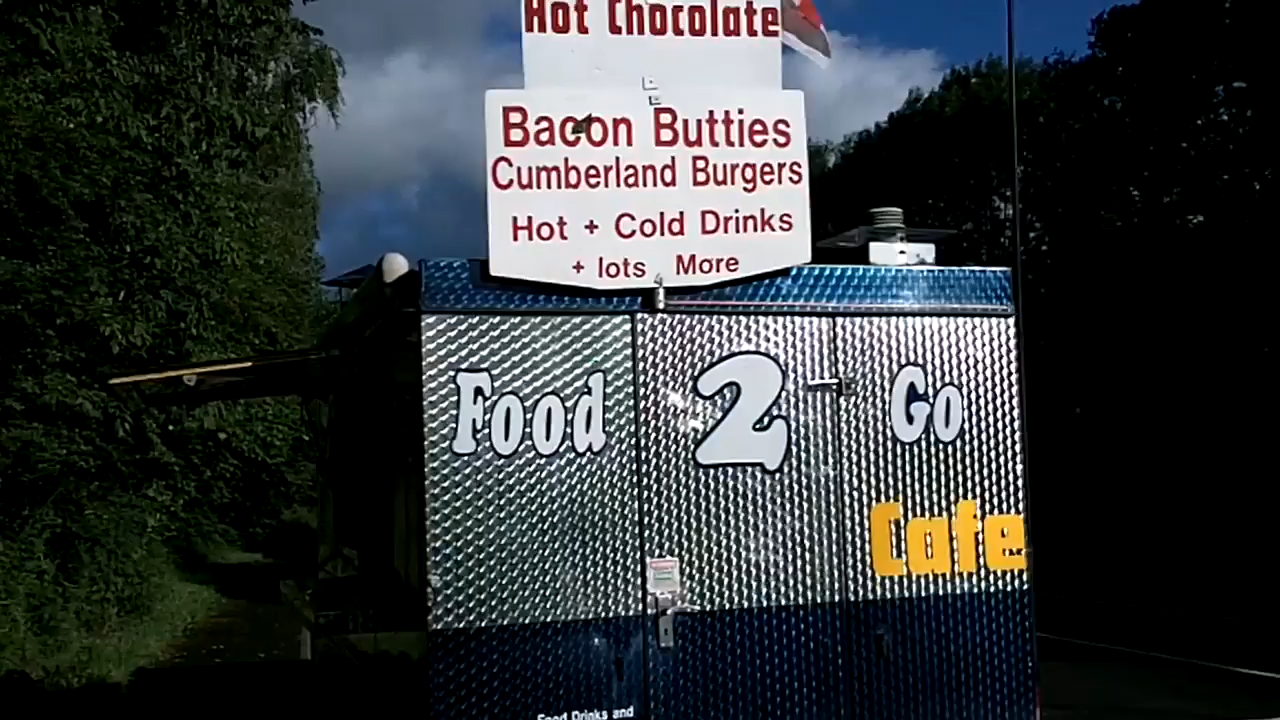 Hot Chocolate
Bacon Butties
Cumberland Burgers
Hot + Cold Drinks
+ lots More
Food 2 Go
Cafe
Food Drinks and